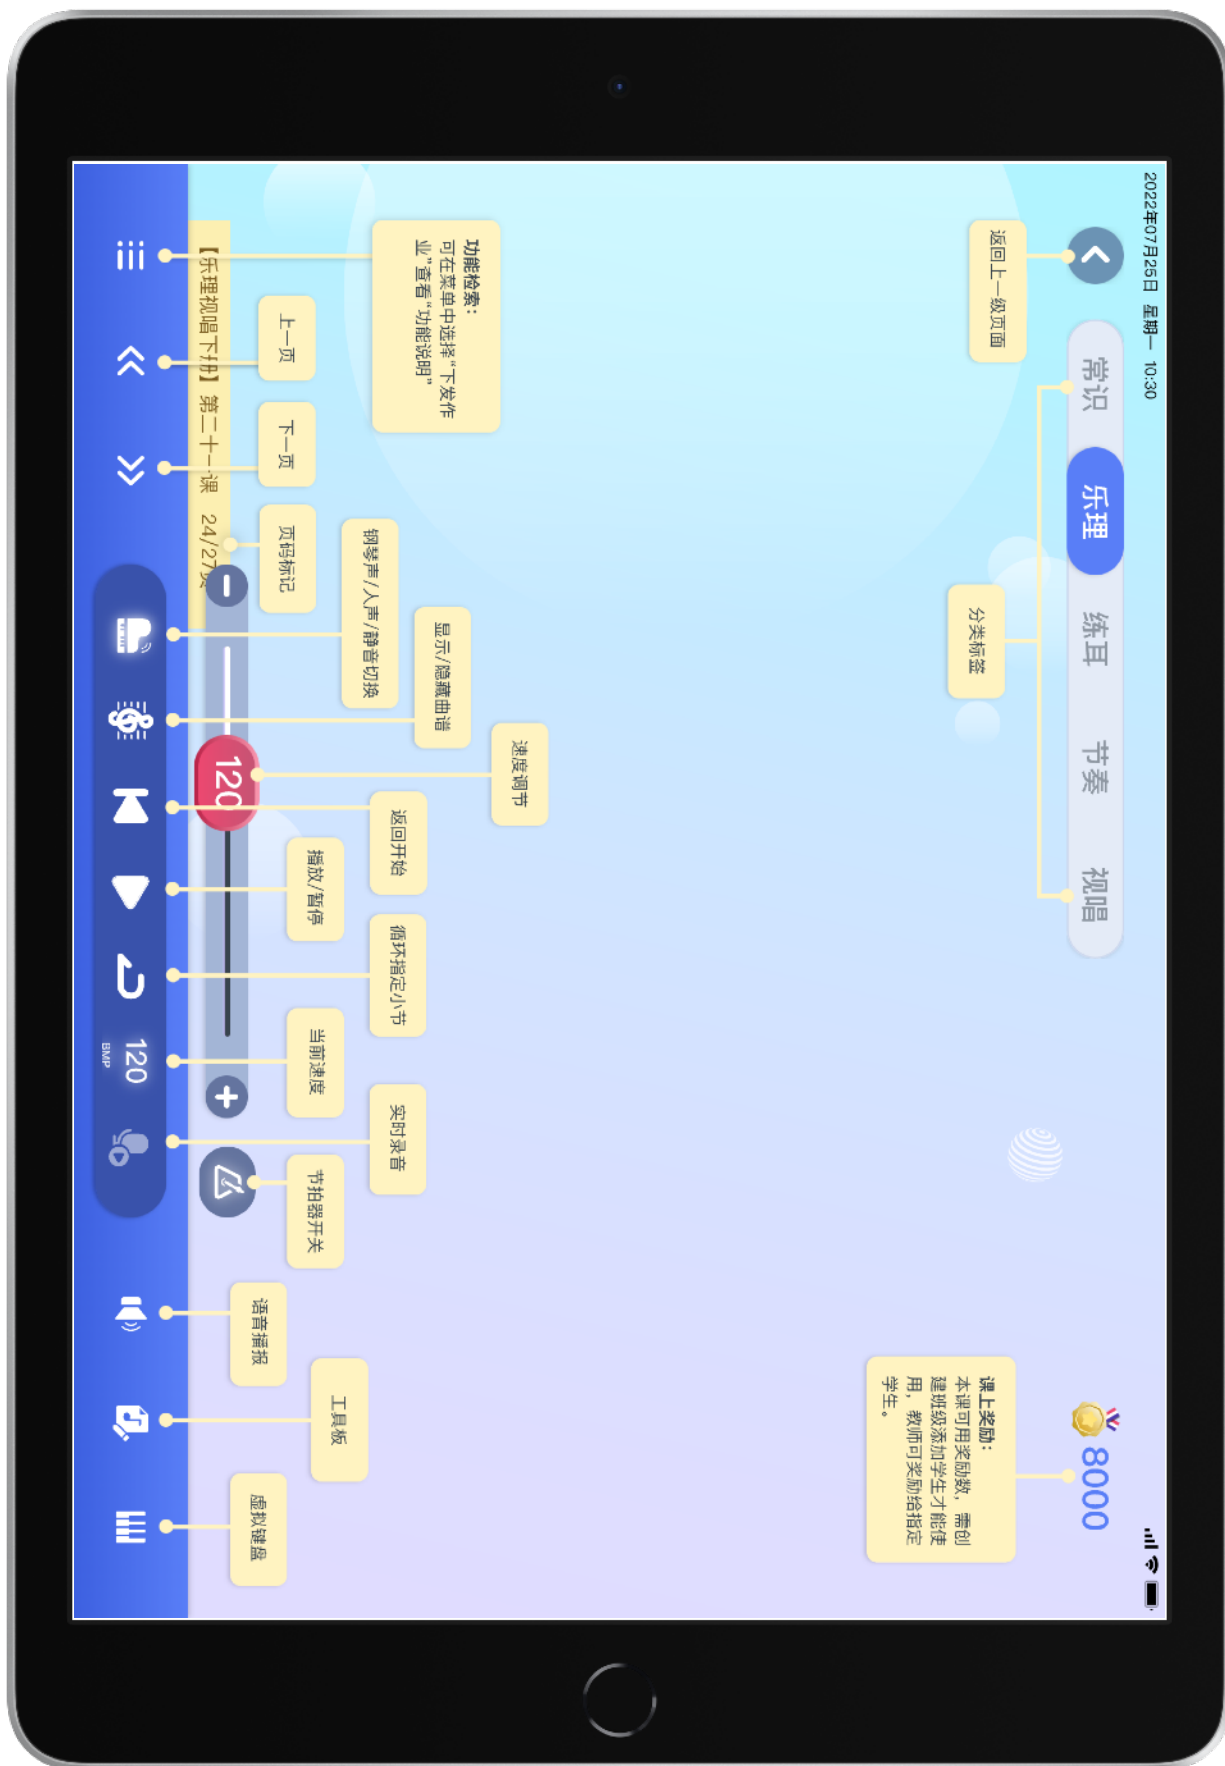 2022年07月25日 星期一 10:30
常识
乐理
练耳
节奏
视唱
8000
返回上一级页面
分类标签
课上奖励：
本课可用奖励数，需创
建班级添加学生才能使
用，教师可奖励给指定
学生。
功能检索：
可在菜单中选择“下发作
业”查看“功能说明”
速度调节
显示/隐藏曲谱
钢琴声/人声/静音切换
返回开始
循环指定小节
实时录音
工具板
上一页
下一页
页码标记
播放/暂停
当前速度
节拍器开关
语音播报
虚拟键盘
【乐理视唱下册】第二十一课 24/27页
120
120
BMP